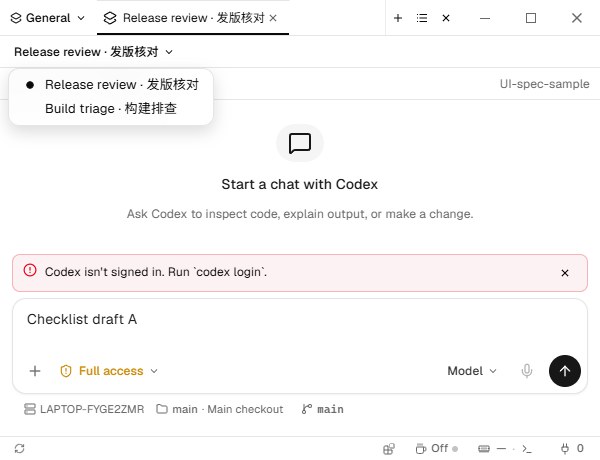 General
Release review · 发版核对
Release review · 发版核对
Release review · 发版核对
Build triage · 构建排查
UI-spec-sample
Start a chat with Codex
Ask Codex to inspect code, explain output, or make a change.
Codex isn't signed in. Run `codex login`.
Checklist draft A
Full access
Model
LAPTOP-FYGE2ZMR main · Main checkout main
Off — · 0